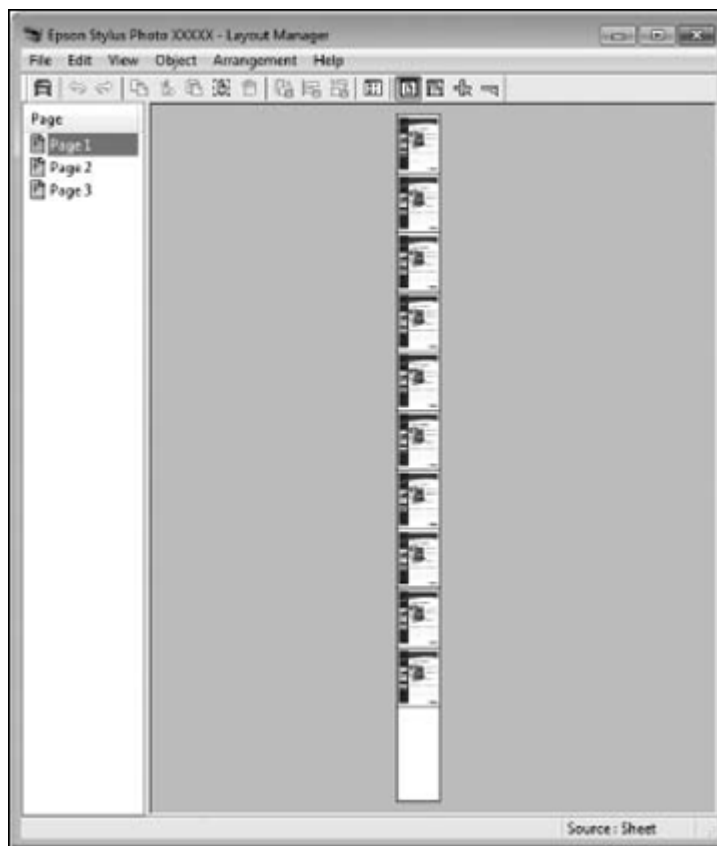 Epson Stylus Photo XXXXX - Layout Manager
File Edit View Object Arrangement Help
Page
Page 1
Page 2
Page 3
Source : Sheet